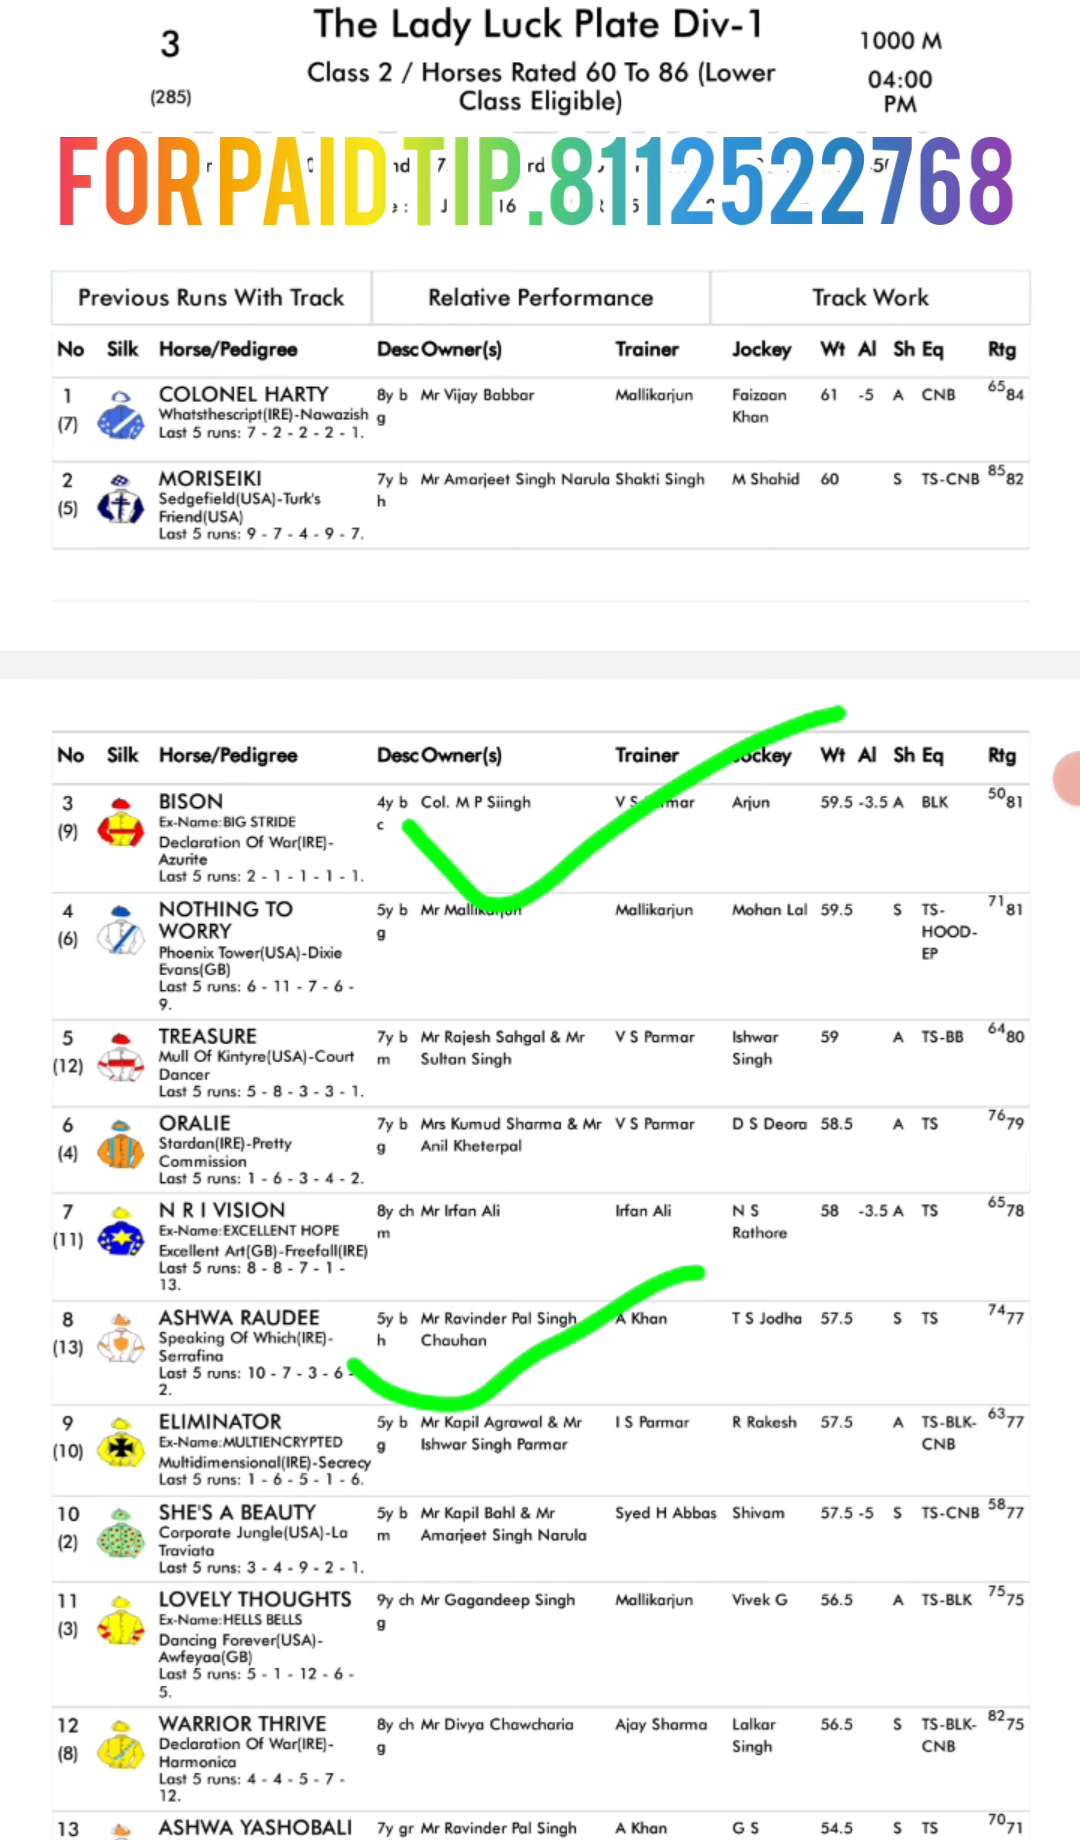 The Lady Luck Plate Div-1
3
1000 M
Class 2 / Horses Rated 60 To 86 (Lower
Class Eligible)
(285)
04:00
PM
FOR PAID TIP.8112522768
Previous Runs With Track Relative Performance Track Work
No Silk Horse/Pedigree Desc Owner(s) Trainer Jockey Wt Al Sh Eq Rtg
1 COLONEL HARTY 8y b Mr Vijay Babbar Mallikarjun Faizaan 61 -5 A CNB 65 84
(7) Whatsthescript(IRE)-Nawazish g Khan
Last 5 runs: 7 - 2 - 2 - 2 - 1.
2 MORISEIKI 7y b Mr Amarjeet Singh Narula Shakti Singh M Shahid 60 S TS-CNB 85 82
(5) Sedgefield(USA)-Turk's h
Friend(USA)
Last 5 runs: 9 - 7 - 4 - 9 - 7.
No Silk Horse/Pedigree Desc Owner(s) Trainer Jockey Wt Al Sh Eq Rtg
3 BISON 4y b Col. M P Siingh V S Parmar Arjun 59.5 -3.5 A BLK 50 81
(9) Ex-Name:BIG STRIDE c
Declaration Of War(IRE)-
Azurite
Last 5 runs: 2 - 1 - 1 - 1 - 1.
4 NOTHING TO 5y b Mr Mallikarjun Mallikarjun Mohan Lal 59.5 S TS- 71 81
(6) WORRY g HOOD-
Phoenix Tower(USA)-Dixie EP
Evans(GB)
Last 5 runs: 6 - 11 - 7 - 6 -
9.
5 TREASURE 7y b Mr Rajesh Sahgal & Mr V S Parmar Ishwar 59 A TS-BB 64 80
(12) Mull Of Kintyre(USA)-Court m Sultan Singh Singh
Dancer
Last 5 runs: 5 - 8 - 3 - 3 - 1.
6 ORALIE 7y b Mrs Kumud Sharma & Mr V S Parmar D S Deora 58.5 A TS 76 79
(4) Stardan(IRE)-Pretty g Anil Kheterpal
Commission
Last 5 runs: 1 - 6 - 3 - 4 - 2.
7 N R I VISION 8y ch Mr Irfan Ali Irfan Ali N S 58 -3.5 A TS 65 78
(11) Ex-Name:EXCELLENT HOPE m Rathore
Excellent Art(GB)-Freefall(IRE)
Last 5 runs: 8 - 8 - 7 - 1 -
13.
8 ASHWA RAUDEE 5y b Mr Ravinder Pal Singh A Khan T S Jodha 57.5 S TS 74 77
(13) Speaking Of Which(IRE)- h Chauhan
Serrafina
Last 5 runs: 10 - 7 - 3 - 6 -
2.
9 ELIMINATOR 5y b Mr Kapil Agrawal & Mr I S Parmar R Rakesh 57.5 A TS-BLK- 63 77
(10) Ex-Name:MULTIENCRYPTED g Ishwar Singh Parmar CNB
Multidimensional(IRE)-Secrecy
Last 5 runs: 1 - 6 - 5 - 1 - 6.
10 SHE'S A BEAUTY 5y b Mr Kapil Bahl & Mr Syed H Abbas Shivam 57.5 -5 S TS-CNB 58 77
(2) Corporate Jungle(USA)-La m Amarjeet Singh Narula
Traviata
Last 5 runs: 3 - 4 - 9 - 2 - 1.
11 LOVELY THOUGHTS 9y ch Mr Gagandeep Singh Mallikarjun Vivek G 56.5 A TS-BLK 75 75
(3) Ex-Name:HELLS BELLS g
Dancing Forever(USA)-
Awfeyaa(GB)
Last 5 runs: 5 - 1 - 12 - 6 -
5.
12 WARRIOR THRIVE 8y ch Mr Divya Chawcharia Ajay Sharma Lalkar 56.5 S TS-BLK- 82 75
(8) Declaration Of War(IRE)- g Singh CNB
Harmonica
Last 5 runs: 4 - 4 - 5 - 7 -
12.
13 ASHWA YASHOBALI 7y gr Mr Ravinder Pal Singh A Khan G S 54.5 S TS 70 71